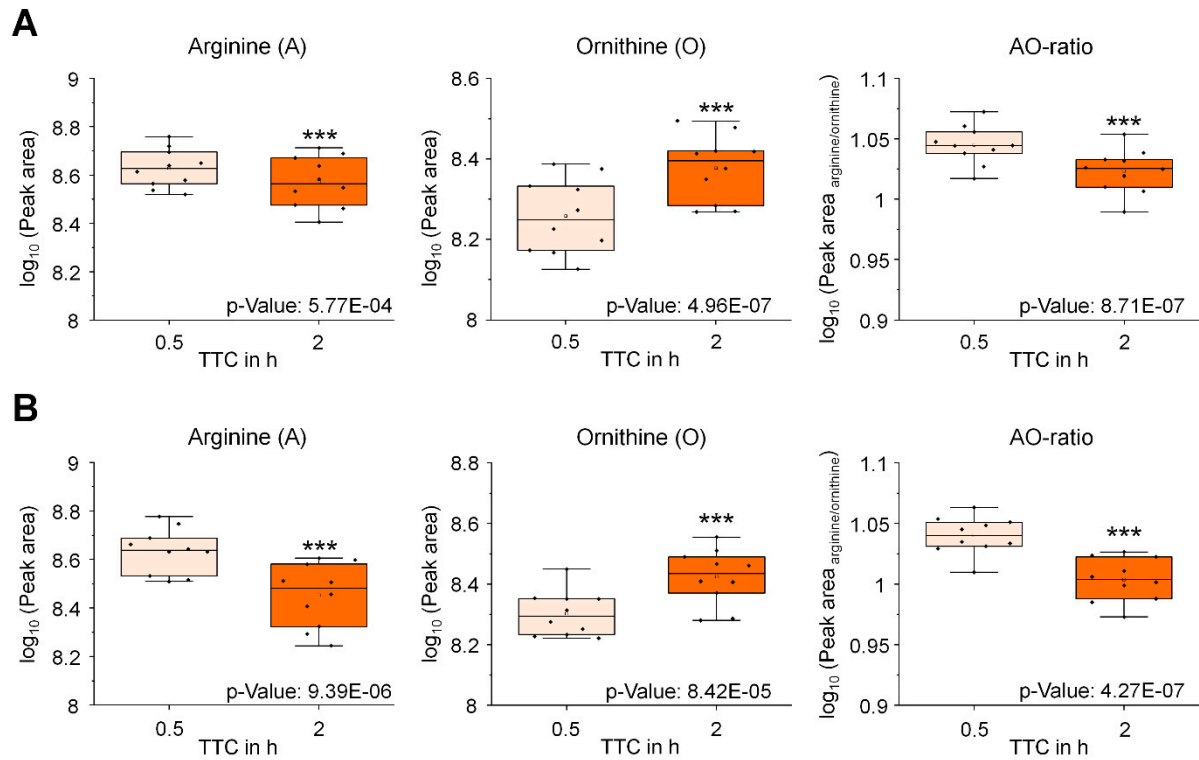 A
Arginine (A)
log10 (Peak area)
9
8.8
8.6
8.4
8.2
8
***
p-Value: 5.77E-04
0.5
2
TTC in h
Ornithine (O)
log10 (Peak area)
8.6
8.4
8.2
8
***
p-Value: 4.96E-07
0.5
2
TTC in h
AO-ratio
log10 (Peak area arginine/ornithine)
1.1
1.05
1
0.95
0.9
***
p-Value: 8.71E-07
0.5
2
TTC in h
B
Arginine (A)
log10 (Peak area)
9
8.8
8.6
8.4
8.2
8
***
p-Value: 9.39E-06
0.5
2
TTC in h
Ornithine (O)
log10 (Peak area)
8.8
8.6
8.4
8.2
8
***
p-Value: 8.42E-05
0.5
2
TTC in h
AO-ratio
log10 (Peak area arginine/ornithine)
1.1
1.05
1
0.95
0.9
***
p-Value: 4.27E-07
0.5
2
TTC in h